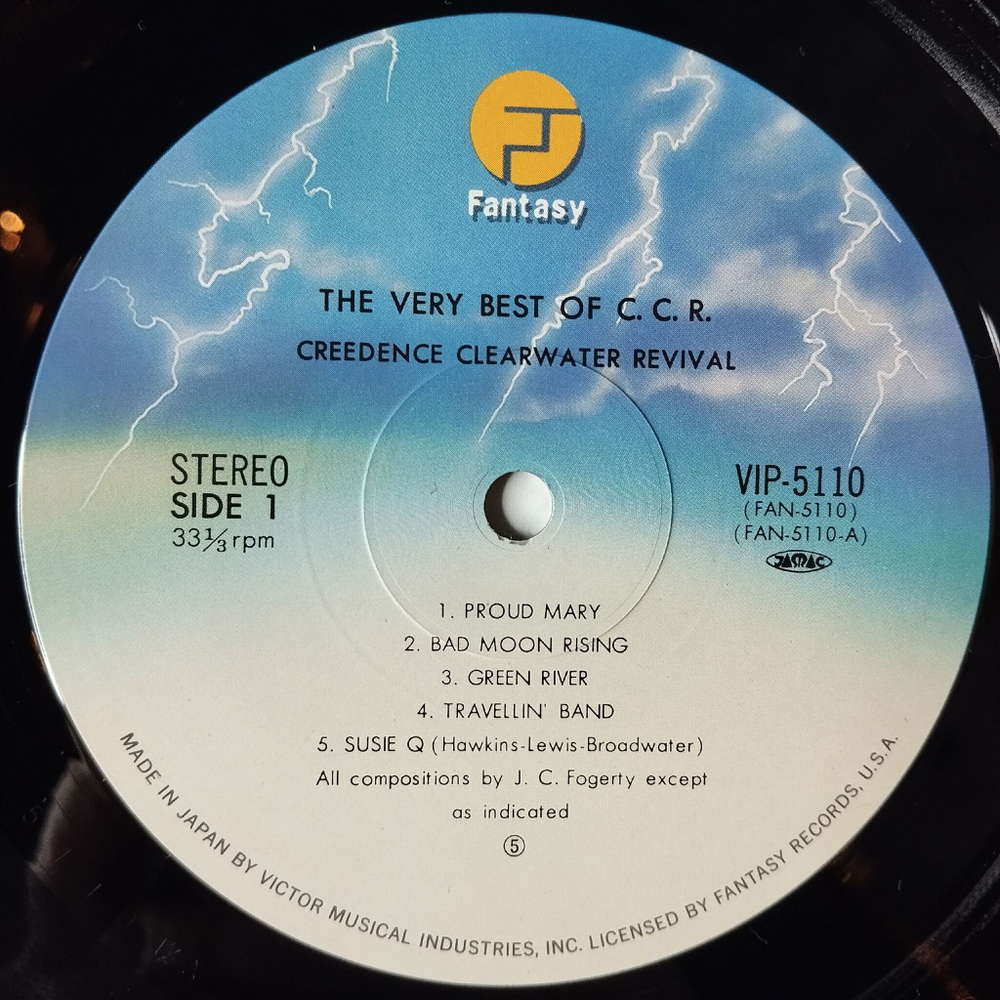 Fantasy
THE VERY BEST OF C. C. R.
CREEDENCE CLEARWATER REVIVAL
STEREO
SIDE 1
33⅓ rpm
VIP-5110
(FAN-5110)
(FAN-5110-A)
JASRAC
1. PROUD MARY
2. BAD MOON RISING
3. GREEN RIVER
4. TRAVELLIN' BAND
5. SUSIE Q (Hawkins-Lewis-Broadwater)
All compositions by J. C. Fogerty except
as indicated
⑤
MADE IN JAPAN BY VICTOR MUSICAL INDUSTRIES, INC. LICENSED BY FANTASY RECORDS, U.S.A.